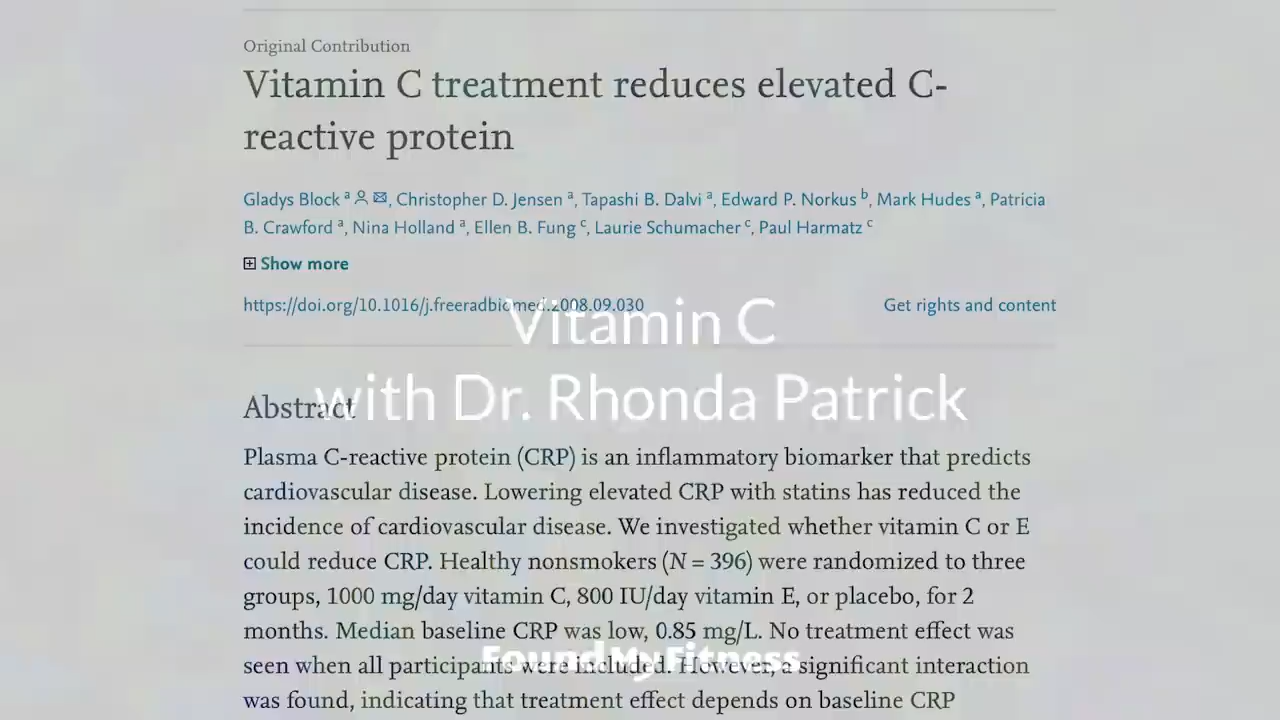 Original Contribution
Vitamin C treatment reduces elevated C-
reactive protein
Gladys Block a, Christopher D. Jensen a, Tapashi B. Dalvi a, Edward P. Norkus b, Mark Hudes a, Patricia
B. Crawford a, Nina Holland a, Ellen B. Fung c, Laurie Schumacher c, Paul Harmatz c
Show more
https://doi.org/10.1016/j.freeradbiomed.2008.09.030 Get rights and content
Vitamin C
with Dr. Rhonda Patrick
Abstract
Plasma C-reactive protein (CRP) is an inflammatory biomarker that predicts
cardiovascular disease. Lowering elevated CRP with statins has reduced the
incidence of cardiovascular disease. We investigated whether vitamin C or E
could reduce CRP. Healthy nonsmokers (N = 396) were randomized to three
groups, 1000 mg/day vitamin C, 800 IU/day vitamin E, or placebo, for 2
months. Median baseline CRP was low, 0.85 mg/L. No treatment effect was
seen when all participants were included. However, a significant interaction
FoundMyFitness
was found, indicating that treatment effect depends on baseline CRP